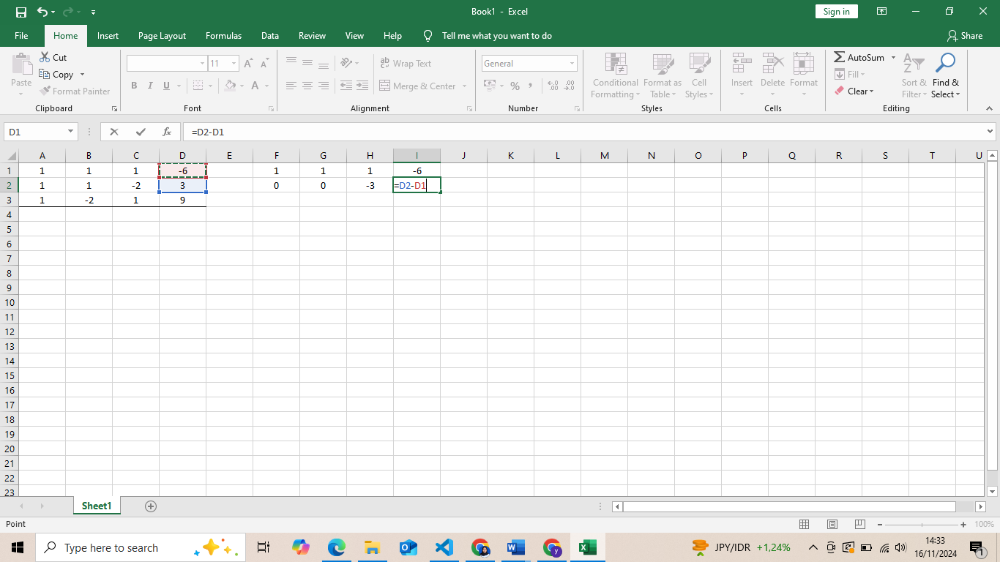 Book1 - Excel
Sign in
File Home Insert Page Layout Formulas Data Review View Help Tell me what you want to do Share
Paste
Cut
Copy
Format Painter
Clipboard
11
B I U
Font
Wrap Text
Merge & Center
Alignment
General
Number
Conditional Formatting
Format as Table
Cell Styles
Styles
Insert Delete Format
Cells
AutoSum
Fill
Clear
Sort & Filter
Find & Select
Editing
D1
fx
=D2-D1
A B C D E F G H I J K L M N O P Q R S T U
1 1 1 1 -6 1 1 1 -6
2 1 1 -2 3 0 0 -3 =D2-D1
3 1 -2 1 9
4
5
6
7
8
9
10
11
12
13
14
15
16
17
18
19
20
21
22
23
Sheet1
Point
100%
Type here to search
JPY/IDR +1,24%
14:33
16/11/2024
1